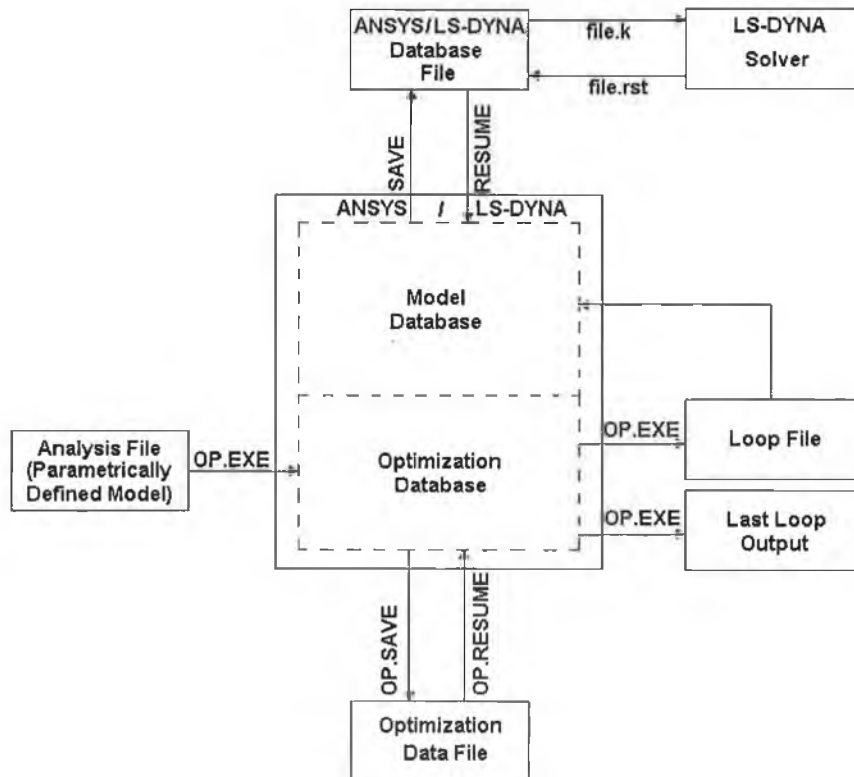 ANSYS/LS-DYNA
Database
File
file.k
file.rst
LS-DYNA
Solver
SAVE
RESUME
ANSYS / LS-DYNA
Model
Database
Analysis File
(Parametrically
Defined Model)
OP.EXE
Optimization
Database
OP.EXE
Loop File
OP.EXE
Last Loop
Output
OP.SAVE
OP.RESUME
Optimization
Data File